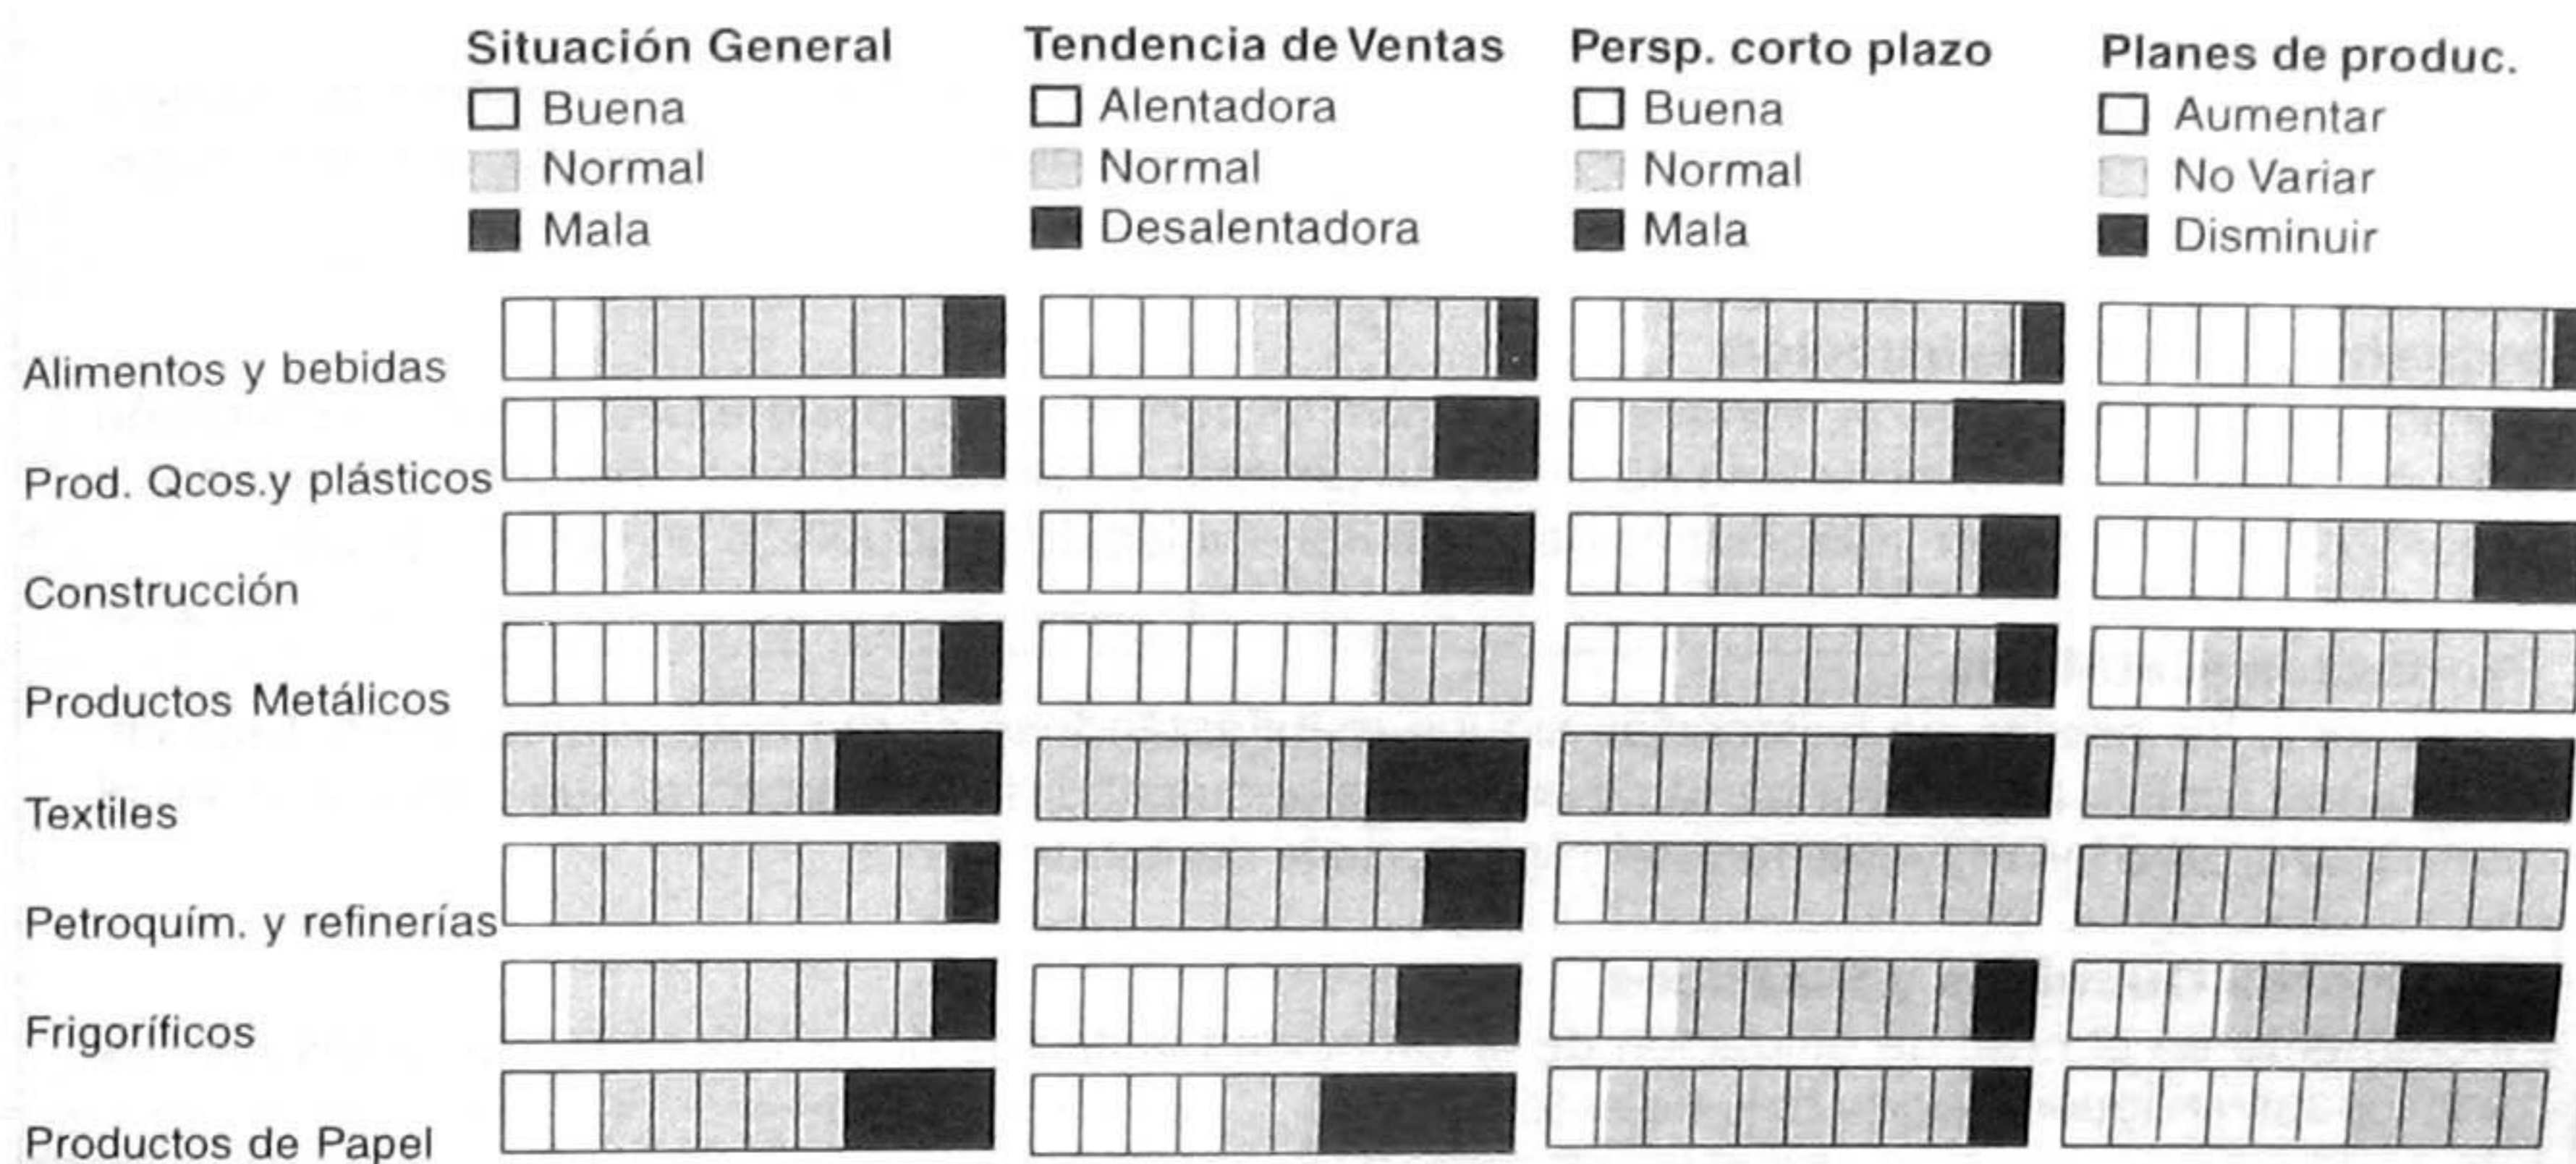 Situación General
Buena
Normal
Mala
Tendencia de Ventas
Alentadora
Normal
Desalentadora
Persp. corto plazo
Buena
Normal
Mala
Planes de produc.
Aumentar
No Variar
Disminuir
Alimentos y bebidas
Prod. Qcos.y plásticos
Construcción
Productos Metálicos
Textiles
Petroquím. y refinerías
Frigoríficos
Productos de Papel